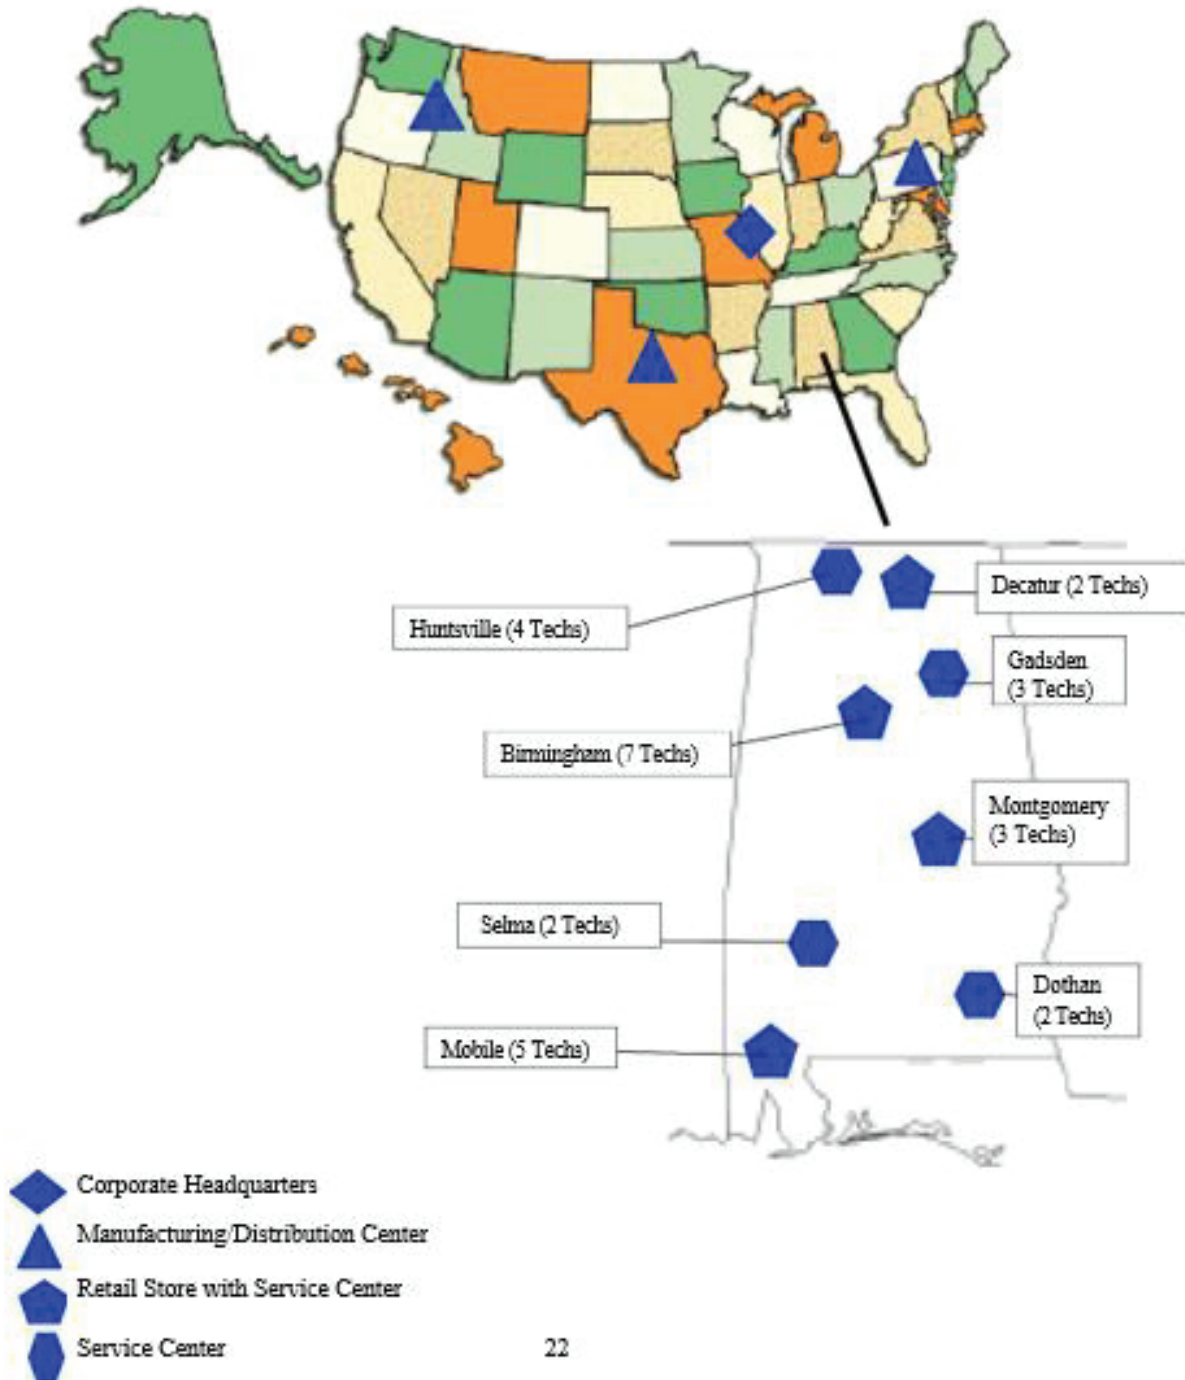 Decatur (2 Techs)
Huntsville (4 Techs)
Gadsden
(3 Techs)
Birmingham (7 Techs)
Montgomery
(3 Techs)
Selma (2 Techs)
Dothan
(2 Techs)
Mobile (5 Techs)
Corporate Headquarters
Manufacturing/Distribution Center
Retail Store with Service Center
Service Center
22